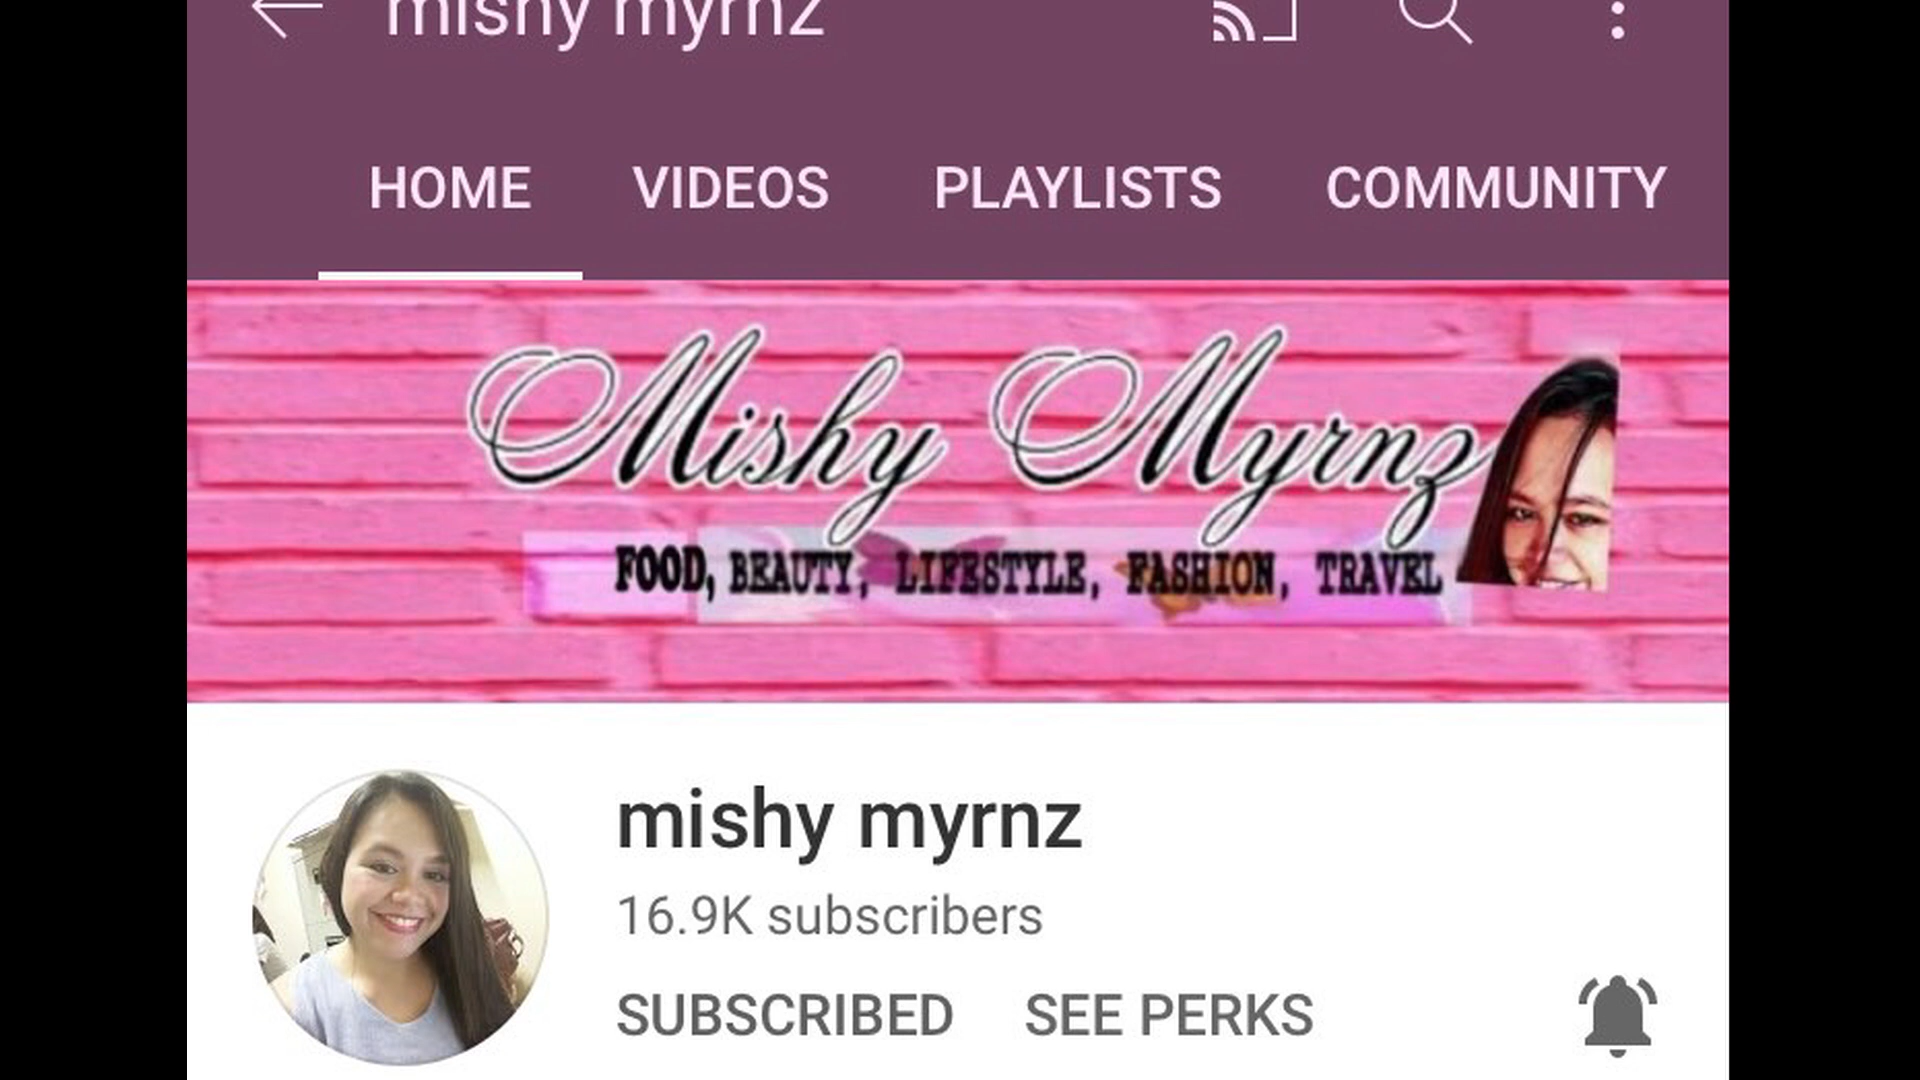 mishy myrnz
HOME VIDEOS PLAYLISTS COMMUNITY
Mishy Myrnz
FOOD, BEAUTY, LIFESTYLE, FASHION, TRAVEL
mishy myrnz
16.9K subscribers
SUBSCRIBED SEE PERKS